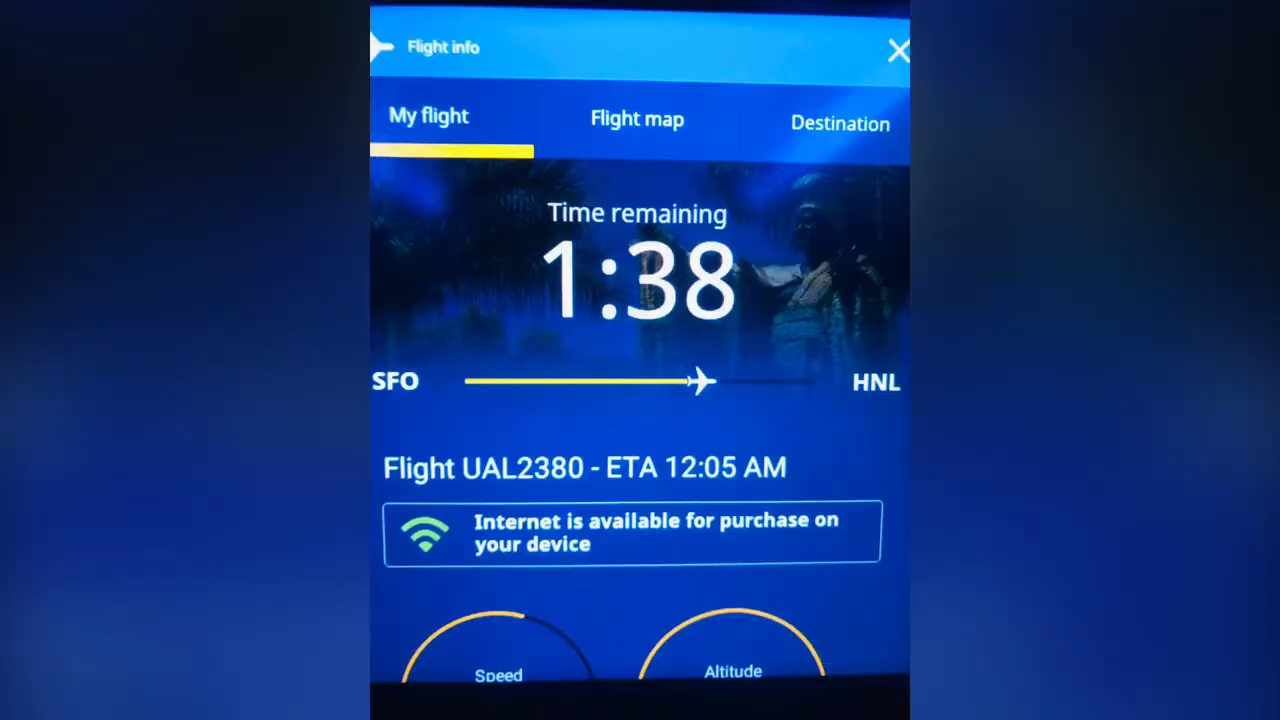 Flight info
My flight
Flight map
Destination
Time remaining
1:38
SFO
HNL
Flight UAL2380 - ETA 12:05 AM
Internet is available for purchase on
your device
Speed
Altitude